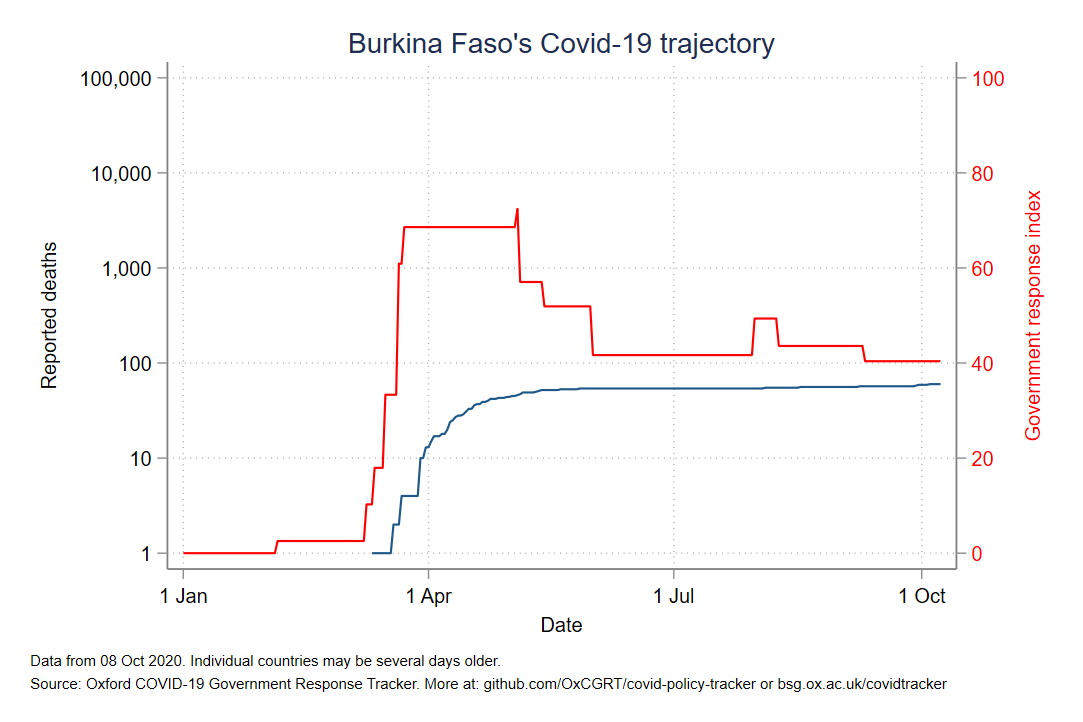 Burkina Faso's Covid-19 trajectory
100,000
10,000
1,000
100
10
1
Reported deaths
100
80
60
40
20
0
Government response index
1 Jan
1 Apr
1 Jul
1 Oct
Date
Data from 08 Oct 2020. Individual countries may be several days older.
Source: Oxford COVID-19 Government Response Tracker. More at: github.com/OxCGRT/covid-policy-tracker or bsg.ox.ac.uk/covidtracker